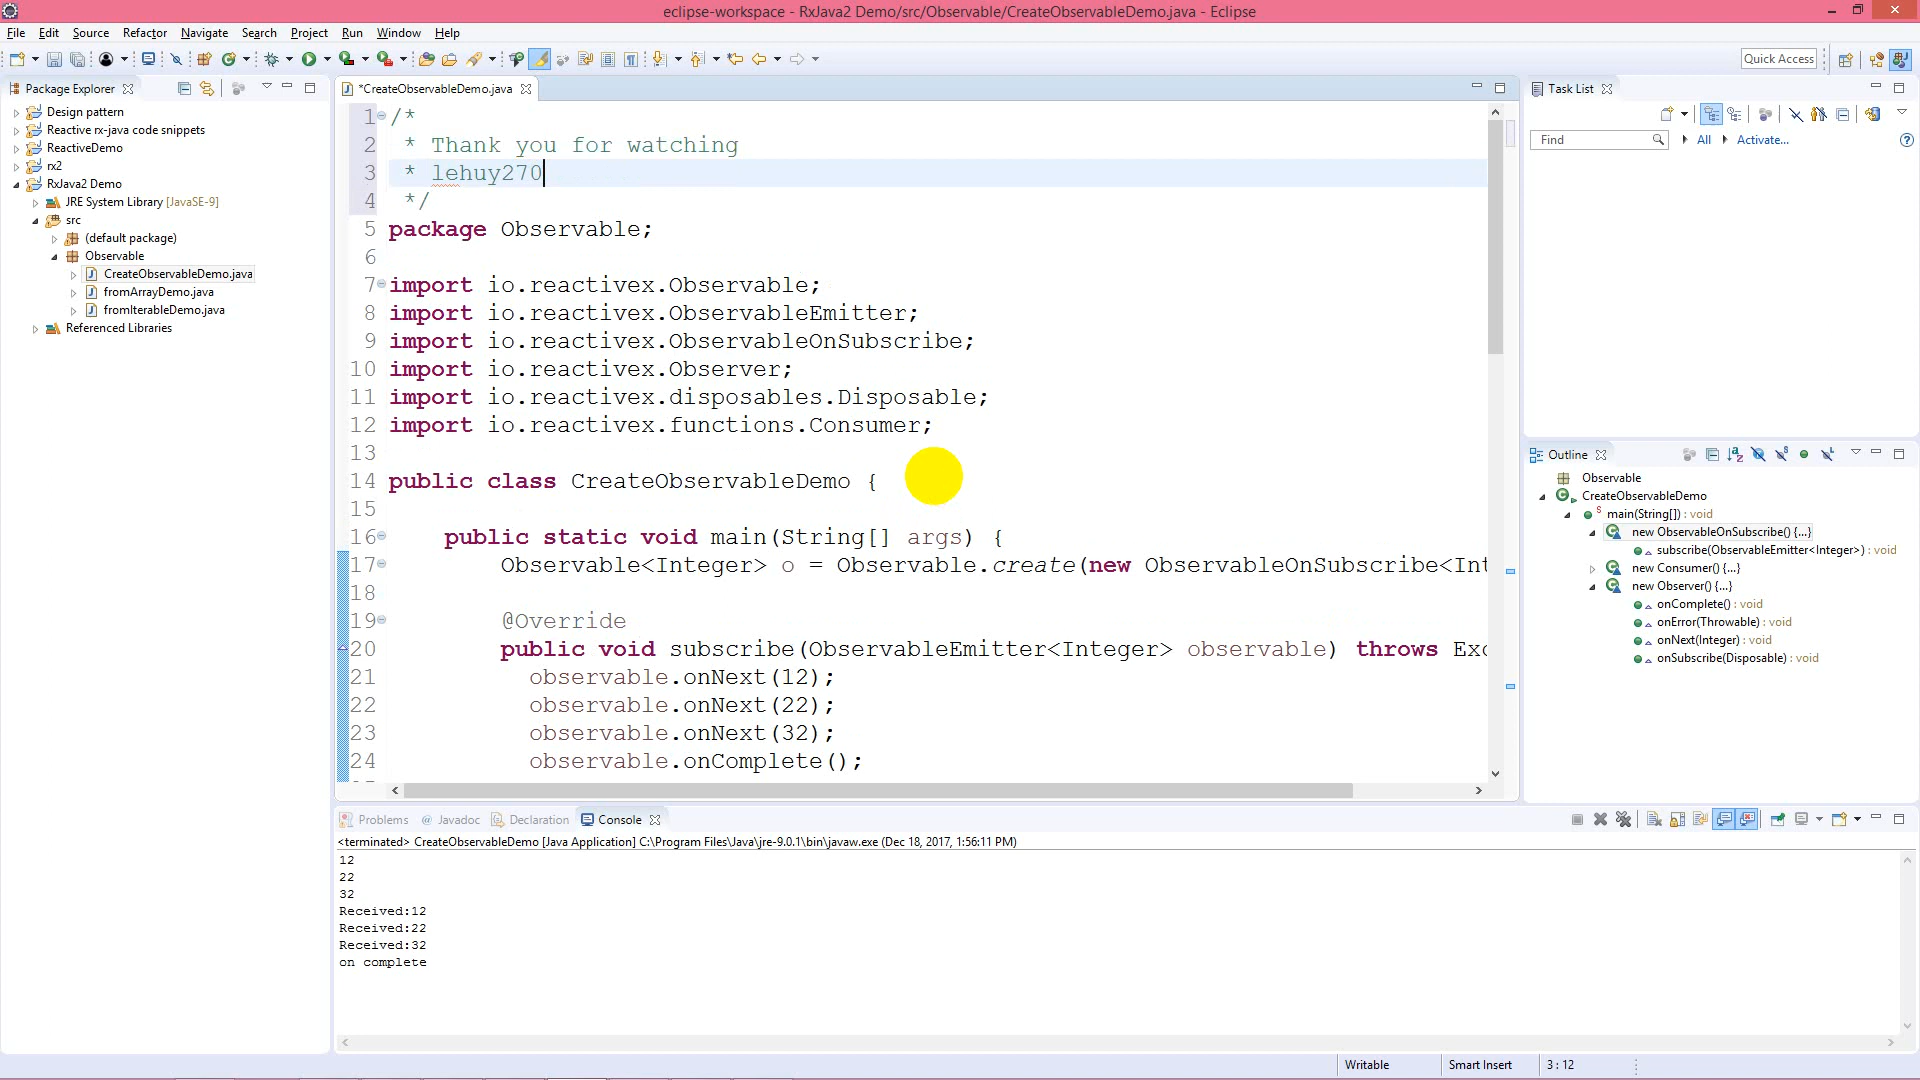 eclipse-workspace - RxJava2 Demo/src/Observable/CreateObservableDemo.java - Eclipse
File Edit Source Refactor Navigate Search Project Run Window Help
Quick Access
Package Explorer
Design pattern
Reactive rx-java code snippets
ReactiveDemo
rx2
RxJava2 Demo
JRE System Library [JavaSE-9]
src
(default package)
Observable
CreateObservableDemo.java
fromArrayDemo.java
fromIterableDemo.java
Referenced Libraries
*CreateObservableDemo.java
1 /*
2  * Thank you for watching
3  * lehuy270
4  */
5 package Observable;
6
7 import io.reactivex.Observable;
8 import io.reactivex.ObservableEmitter;
9 import io.reactivex.ObservableOnSubscribe;
10 import io.reactivex.Observer;
11 import io.reactivex.disposables.Disposable;
12 import io.reactivex.functions.Consumer;
13
14 public class CreateObservableDemo {
15
16     public static void main(String[] args) {
17         Observable<Integer> o = Observable.create(new ObservableOnSubscribe<Int
18
19         @Override
20         public void subscribe(ObservableEmitter<Integer> observable) throws Exc
21           observable.onNext(12);
22           observable.onNext(22);
23           observable.onNext(32);
24           observable.onComplete();
Task List
Find
All
Activate...
Outline
Observable
CreateObservableDemo
main(String[]) : void
new ObservableOnSubscribe() {...}
subscribe(ObservableEmitter<Integer>) : void
new Consumer() {...}
new Observer() {...}
onComplete() : void
onError(Throwable) : void
onNext(Integer) : void
onSubscribe(Disposable) : void
Problems @ Javadoc Declaration Console
<terminated> CreateObservableDemo [Java Application] C:\Program Files\Java\jre-9.0.1\bin\javaw.exe (Dec 18, 2017, 1:56:11 PM)
12
22
32
Received:12
Received:22
Received:32
on complete
Writable Smart Insert 3 : 12